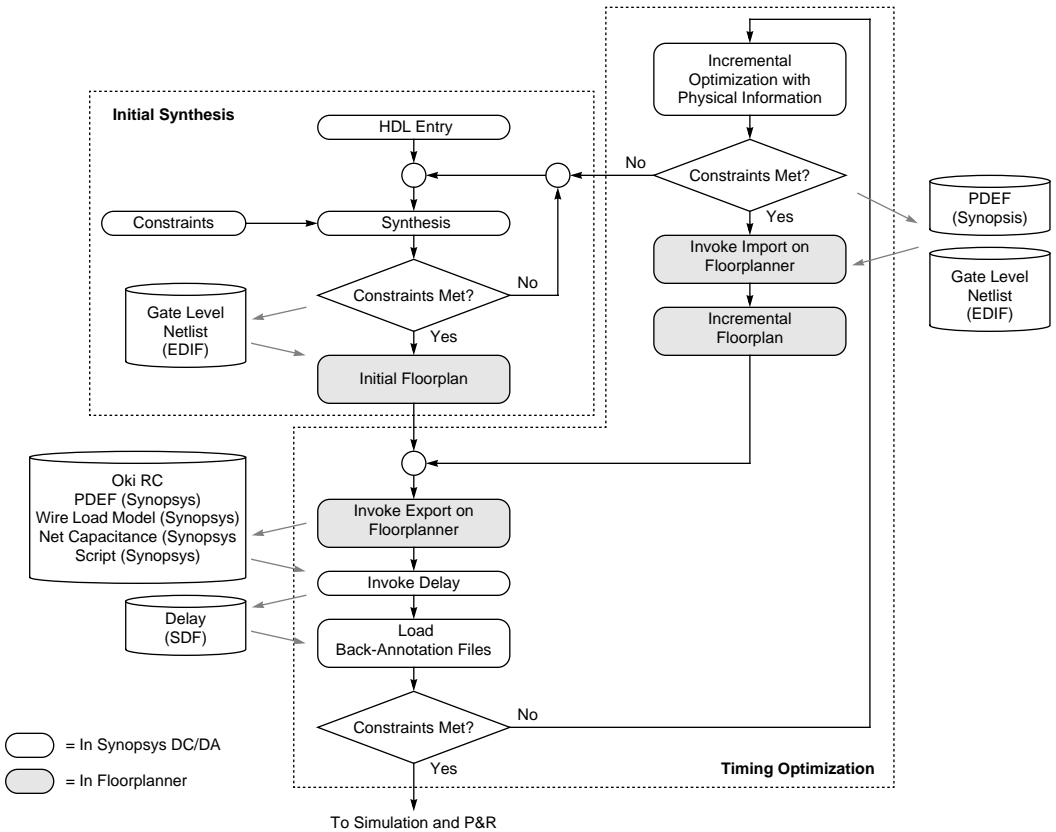 Incremental
Optimization with
Physical Information
Initial Synthesis
HDL Entry
No
Constraints Met?
PDEF
(Synopsis)
Constraints
Synthesis
Yes
Invoke Import on
Floorplanner
Gate Level
Netlist
(EDIF)
No
Constraints Met?
Gate Level
Netlist
(EDIF)
Incremental
Floorplan
Yes
Initial Floorplan
Oki RC
PDEF (Synopsys)
Wire Load Model (Synopsys)
Net Capacitance (Synopsys
Script (Synopsys)
Invoke Export on
Floorplanner
Invoke Delay
Delay
(SDF)
Load
Back-Annotation Files
No
Constraints Met?
= In Synopsys DC/DA
Yes
Timing Optimization
= In Floorplanner
To Simulation and P&R